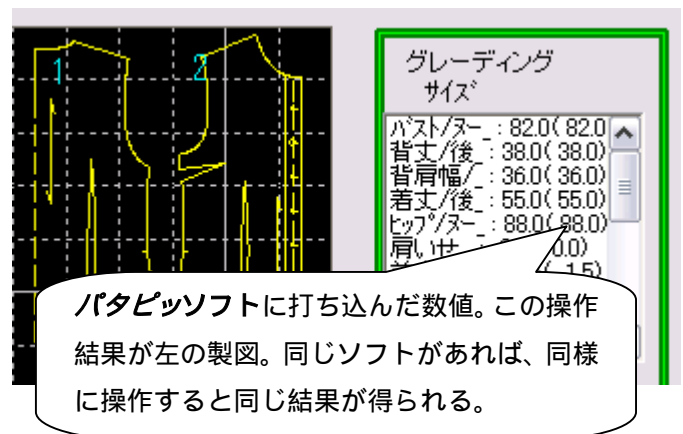 1
2
グレーディング
サイズ
バスト/ヌー_ : 82.0( 82.0
背丈/後_ : 38.0( 38.0)
背肩幅/_ : 36.0( 36.0)
着丈/後_ : 55.0( 55.0)
ヒップ/ヌー_ : 88.0( 88.0)
肩いせ
パタピッソフトに打ち込んだ数値。この操作
結果が左の製図。同じソフトがあれば、同様
に操作すると同じ結果が得られる。